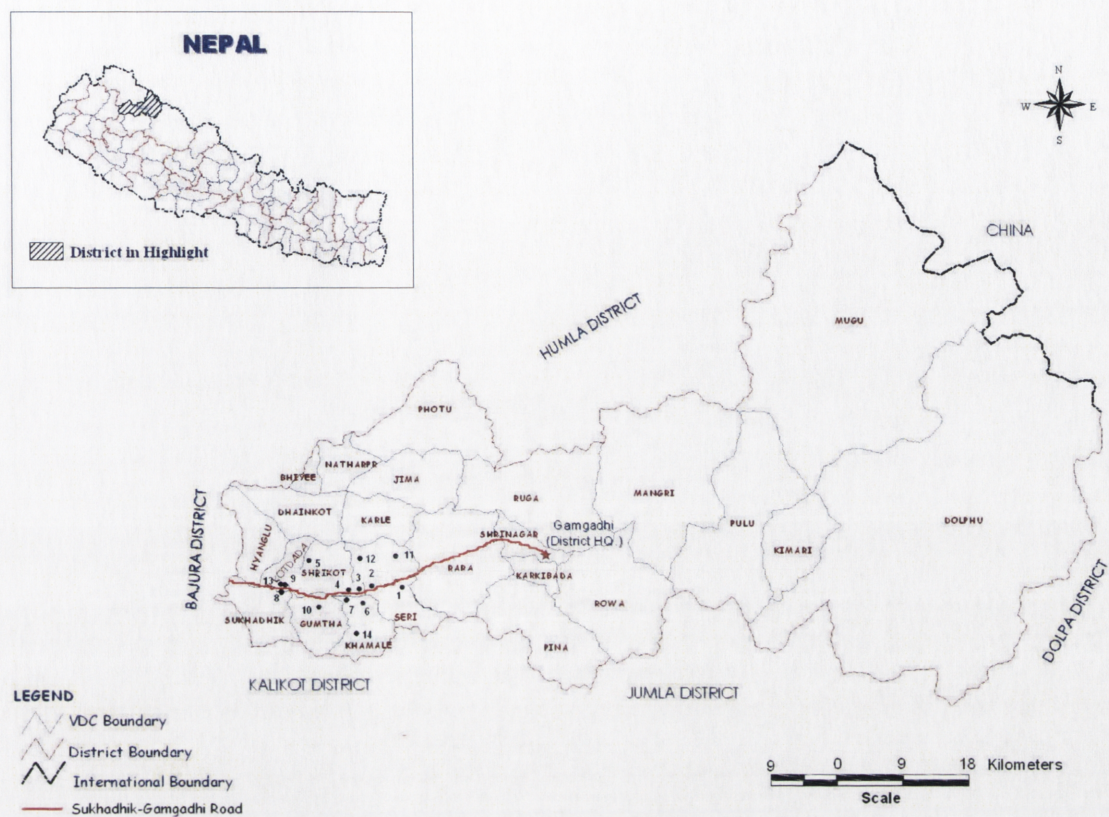 NEPAL
District in Highlight
N
W E
S
CHINA
MUGU
HUMLA DISTRICT
PHOTU
NATHARPR
BHIYEE
JIMA
RUGA
MANGRI
DHAINKOT
KARLE
PULU
DOLPHU
BAJURA DISTRICT
HYANGLU
SHRINAGAR
Gamgadhi
(District HQ.)
KIMARI
12
11
5
SHRIKOT
RARA
KARKIBADA
13
9
4
3
2
1
8
ROWA
10
7
6
SERI
SUKHADHIK
GUMTHA
14
KHAMALE
PINA
DOLPA DISTRICT
KALIKOT DISTRICT
JUMLA DISTRICT
LEGEND
VDC Boundary
District Boundary
International Boundary
Sukhadhik-Gamgadhi Road
9 0 9 18 Kilometers
Scale